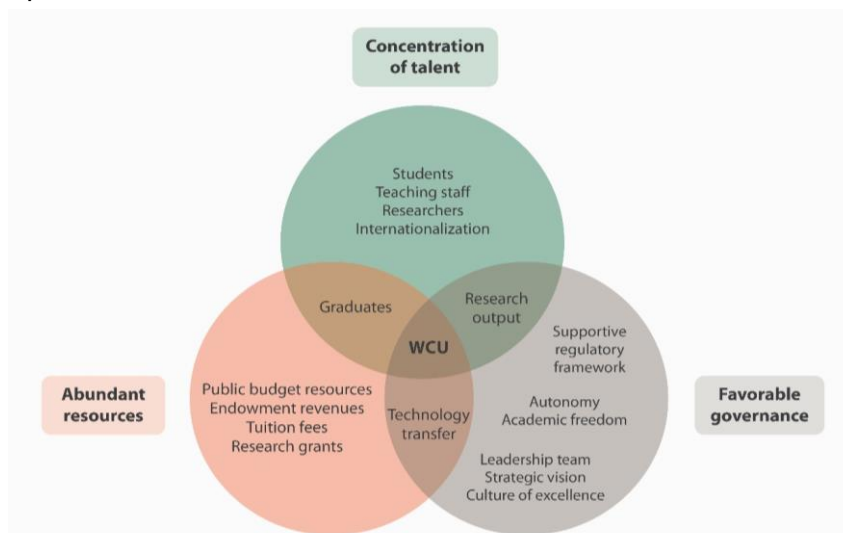 Concentration
of talent
Students
Teaching staff
Researchers
Internationalization
Graduates
Research
output
WCU
Supportive
regulatory
framework
Abundant
resources
Public budget resources
Endowment revenues
Tuition fees
Research grants
Technology
transfer
Autonomy
Academic freedom
Leadership team
Strategic vision
Culture of excellence
Favorable
governance